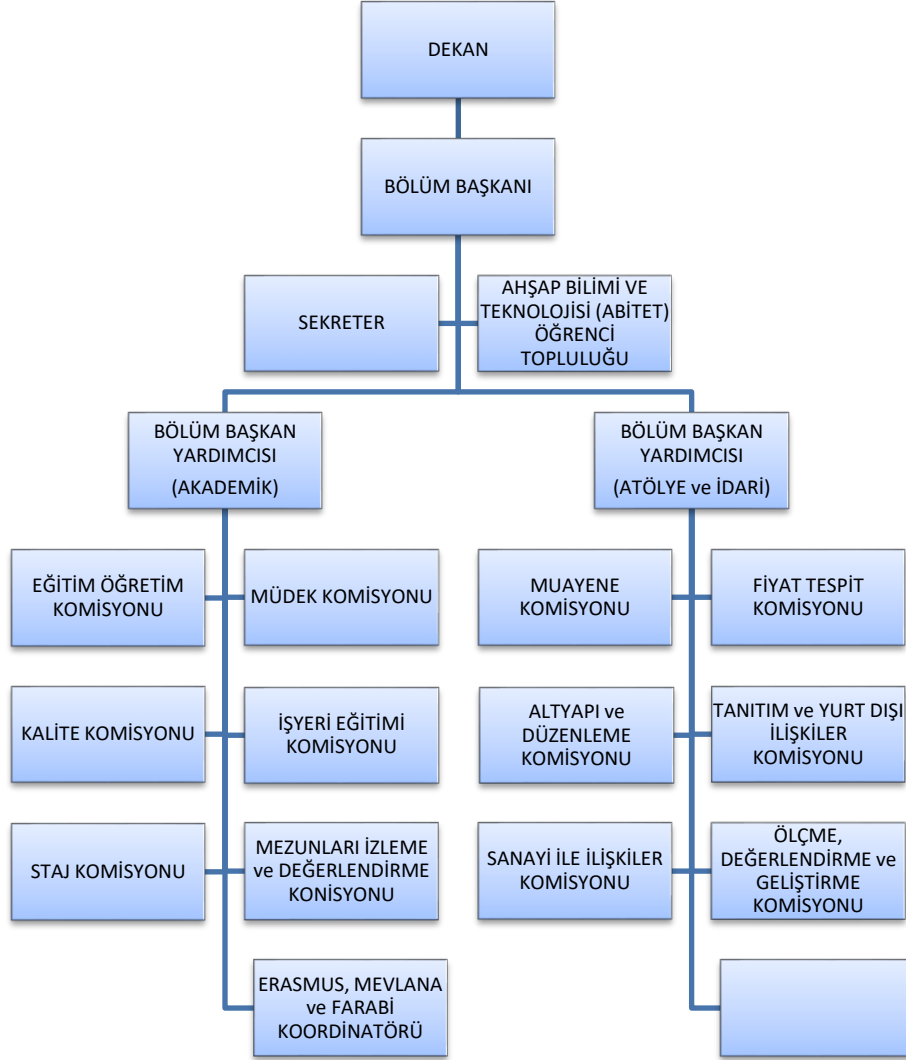 DEKAN
BÖLÜM BAŞKANI
SEKRETER
AHŞAP BİLİMİ VE
TEKNOLOJİSİ (ABİTET)
ÖĞRENCİ
TOPLULUĞU
BÖLÜM BAŞKAN
YARDIMCISI
(AKADEMİK)
BÖLÜM BAŞKAN
YARDIMCISI
(ATÖLYE ve İDARİ)
EĞİTİM ÖĞRETİM
KOMİSYONU
MÜDEK KOMİSYONU
MUAYENE
KOMİSYONU
FİYAT TESPİT
KOMİSYONU
KALİTE KOMİSYONU
İŞYERİ EĞİTİMİ
KOMİSYONU
ALTYAPI ve
DÜZENLEME
KOMİSYONU
TANITIM ve YURT DIŞI
İLİŞKİLER
KOMİSYONU
STAJ KOMİSYONU
MEZUNLARI İZLEME
ve DEĞERLENDİRME
KONİSYONU
SANAYİ İLE İLİŞKİLER
KOMİSYONU
ÖLÇME,
DEĞERLENDİRME ve
GELİŞTİRME
KOMİSYONU
ERASMUS, MEVLANA
ve FARABİ
KOORDİNATÖRÜ